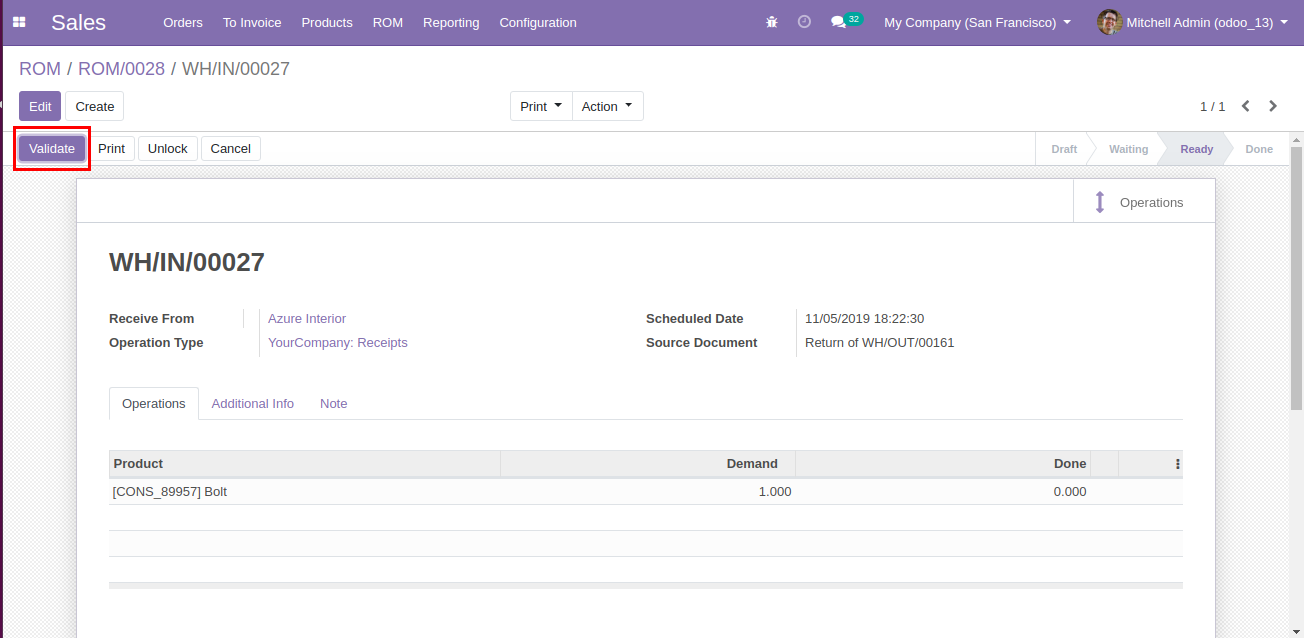 Sales Orders To Invoice Products ROM Reporting Configuration 32 My Company (San Francisco) Mitchell Admin (odoo_13)
ROM / ROM/0028 / WH/IN/00027
Edit Create Print Action 1 / 1
Validate Print Unlock Cancel Draft Waiting Ready Done
Operations
WH/IN/00027
Receive From Azure Interior Scheduled Date 11/05/2019 18:22:30
Operation Type YourCompany: Receipts Source Document Return of WH/OUT/00161
Operations Additional Info Note
Product Demand Done
[CONS_89957] Bolt 1.000 0.000